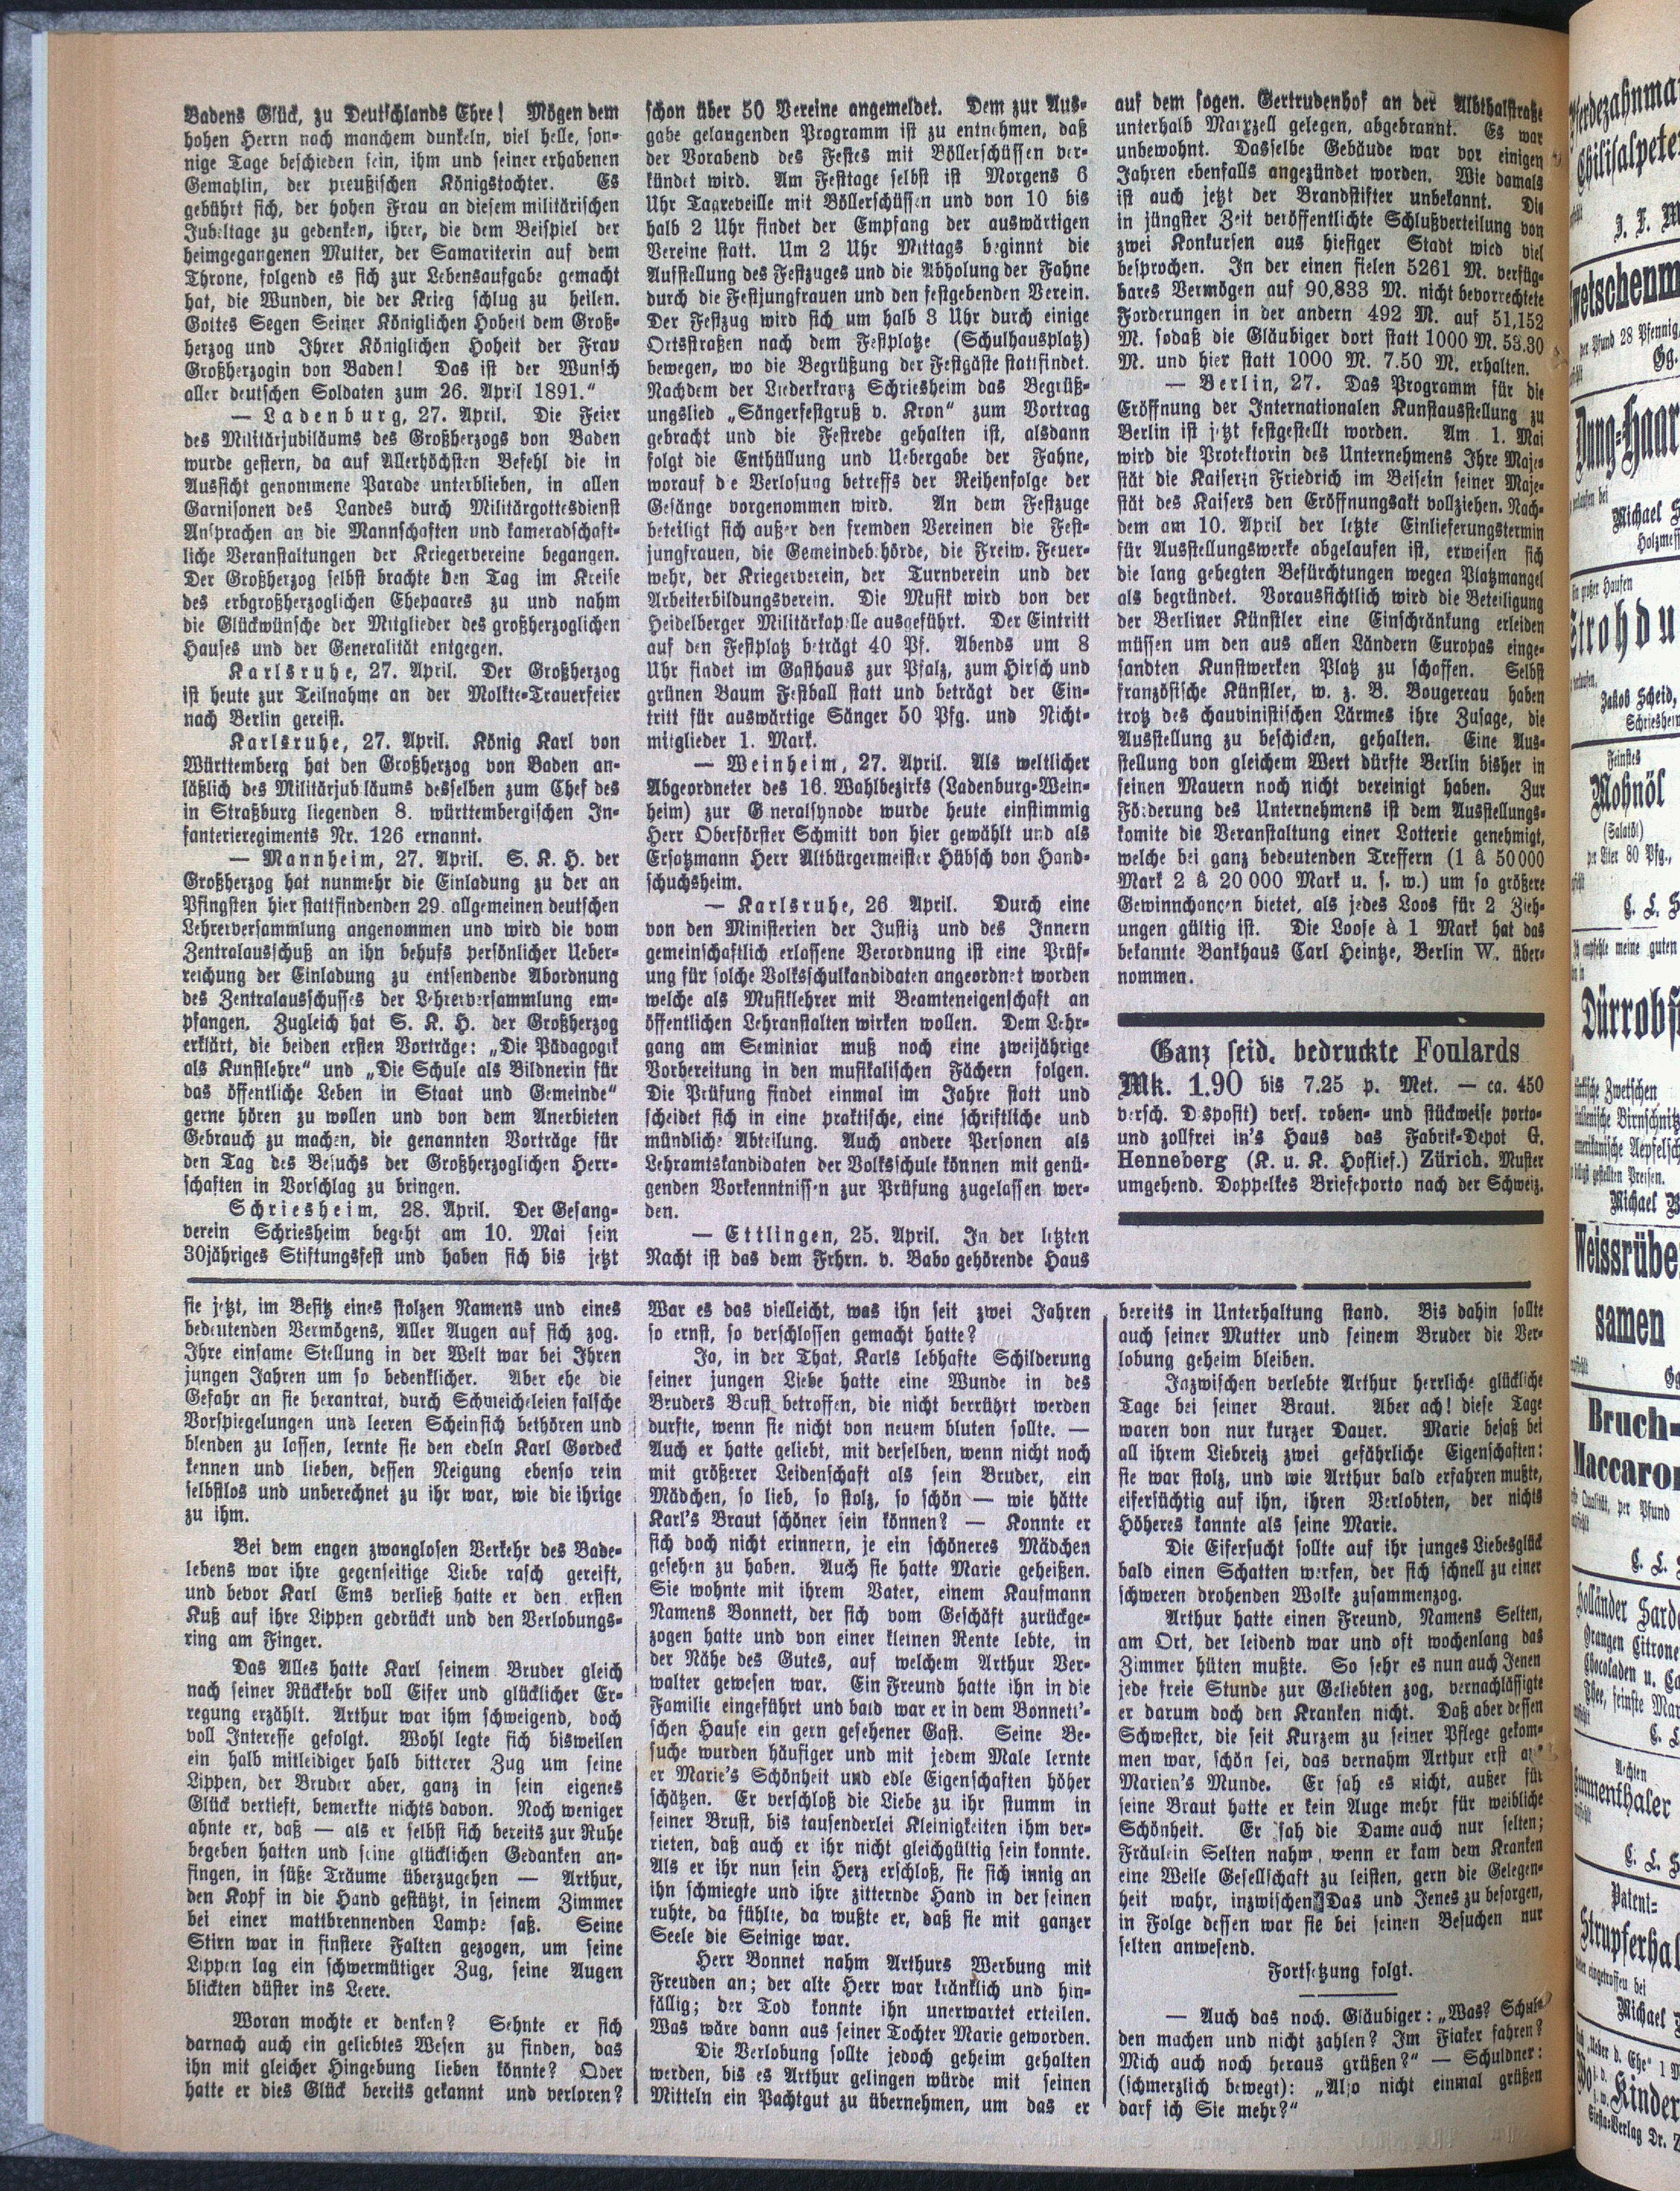 Badens Glück, zu Deutschlands Ehre! Mögen dem
hohen Herrn noch manchem dunkeln, viel helle, son-
nige Tage beschieden sein, ihm und seiner erhabenen
Gemahlin, der preußischen Königstochter. Es
gebührt sich, der hohen Frau an diesem militärischen
Jubeltage zu gedenken, ihrer, die dem Beispiel der
heimgegangenen Mutter, der Samariterin auf dem
Throne, folgend es sich zur Lebensaufgabe gemacht
hat, die Wunden, die der Krieg schlug zu heilen.
Gottes Segen Seiner Königlichen Hoheit dem Groß-
herzog und Ihrer Königlichen Hoheit der Frau
Großherzogin von Baden! Das ist der Wunsch
aller deutschen Soldaten zum 26. April 1891.“
— Ladenburg, 27. April. Die Feier
des Militärjubiläums des Großherzogs von Baden
wurde gestern, da auf Allerhöchsten Befehl die in
Aussicht genommene Parade unterblieben, in allen
Garnisonen des Landes durch Militärgottesdienst
Ansprachen an die Mannschaften und kameradschaft-
liche Veranstaltungen der Kriegervereine begangen.
Der Großherzog selbst brachte den Tag im Kreise
des erbgroßherzoglichen Ehepaares zu und nahm
die Glückwünsche der Mitglieder des großherzoglichen
Hauses und der Generalität entgegen.
Karlsruhe, 27. April. Der Großherzog
ist heute zur Teilnahme an der Moltke-Trauerfeier
nach Berlin gereist.
Karlsruhe, 27. April. König Karl von
Württemberg hat den Großherzog von Baden an-
läßlich des Militärjubiläums desselben zum Chef des
in Straßburg liegenden 8. württembergischen In-
fanterieregiments Nr. 126 ernannt.
— Mannheim, 27. April. S. K. H. der
Großherzog hat nunmehr die Einladung zu der an
Pfingsten hier stattfindenden 29. allgemeinen deutschen
Lehrerversammlung angenommen und wird die vom
Zentralausschuß an ihn behufs persönlicher Ueber-
reichung der Einladung zu entsendende Abordnung
des Zentralausschusses der Lehrerversammlung em-
pfangen. Zugleich hat S. K. H. der Großherzog
erklärt, die beiden ersten Vorträge: „Die Pädagogik
als Kunstlehre“ und „Die Schule als Bildnerin für
das öffentliche Leben in Staat und Gemeinde“
gerne hören zu wollen und von dem Anerbieten
Gebrauch zu machen, die genannten Vorträge für
den Tag des Besuchs der Großherzoglichen Herr-
schaften in Vorschlag zu bringen.
Schriesheim, 28. April. Der Gesang-
verein Schriesheim begeht am 10. Mai sein
30jähriges Stiftungsfest und haben sich bis jetzt
schon über 50 Vereine angemeldet. Dem zur Aus-
gabe gelangenden Programm ist zu entnehmen, daß
der Vorabend des Festes mit Böllerschüssen ver-
kündet wird. Am Festtage selbst ist Morgens 6
Uhr Tagreveille mit Böllerschüssen und von 10 bis
halb 2 Uhr findet der Empfang der auswärtigen
Vereine statt. Um 2 Uhr Mittags beginnt die
Aufstellung des Festzuges und die Abholung der Fahne
durch die Festjungfrauen und den festgebenden Verein.
Der Festzug wird sich um halb 3 Uhr durch einige
Ortsstraßen nach dem Festplatze (Schulhausplatz)
bewegen, wo die Begrüßung der Festgäste stattfindet.
Nachdem der Liederkranz Schriesheim das Begrüß-
ungslied „Sängerfestgruß v. Kron“ zum Vortrag
gebracht und die Festrede gehalten ist, alsdann
folgt die Enthüllung und Uebergabe der Fahne,
worauf die Verlosung betreffs der Reihenfolge der
Gesänge vorgenommen wird. An dem Festzuge
beteiligt sich außer den fremden Vereinen die Fest-
jungfrauen, die Gemeindebehörde, die Freiw. Feuer-
wehr, der Kriegerverein, der Turnverein und der
Arbeiterbildungsverein. Die Musik wird von der
Heidelberger Militärkapelle ausgeführt. Der Eintritt
auf den Festplatz beträgt 40 Pf. Abends um 8
Uhr findet im Gasthaus zur Pfalz, zum Hirsch und
grünen Baum Festball statt und beträgt der Ein-
tritt für auswärtige Sänger 50 Pfg. und Nicht-
mitglieder 1. Mark.
— Weinheim, 27. April. Als weltlicher
Abgeordneter des 16. Wahlbezirks (Ladenburg-Wein-
heim) zur Generalsynode wurde heute einstimmig
Herr Oberförster Schmitt von hier gewählt und als
Ersatzmann Herr Altbürgermeister Hübsch von Hand-
schuchsheim.
— Karlsruhe, 26 April. Durch eine
von den Ministerien der Justiz und des Innern
gemeinschaftlich erlassene Verordnung ist eine Prüf-
ung für solche Volksschulkandidaten angeordnet worden
welche als Musiklehrer mit Beamteneigenschaft an
öffentlichen Lehranstalten wirken wollen. Dem Lehr-
gang am Seminiar muß noch eine zweijährige
Vorbereitung in den musikalischen Fächern folgen.
Die Prüfung findet einmal im Jahre statt und
scheidet sich in eine praktische, eine schriftliche und
mündliche Abteilung. Auch andere Personen als
Lehramtskandidaten der Volksschule können mit genü-
genden Vorkenntnissen zur Prüfung zugelassen wer-
den.
— Ettlingen, 25. April. In der letzten
Nacht ist das dem Frhrn. v. Babo gehörende Haus
auf dem sogen. Gertrudenhof an der Albthalstraße
unterhalb Marxzell gelegen, abgebrannt. Es war
unbewohnt. Dasselbe Gebäude war vor einigen
Jahren ebenfalls angezündet worden. Wie damals
ist auch jetzt der Brandstifter unbekannt. Die
in jüngster Zeit veröffentlichte Schlußverteilung von
zwei Konkursen aus hiesiger Stadt wird viel
besprochen. In der einen fielen 5261 M. verfüg-
bares Vermögen auf 90,833 M. nicht bevorrechtete
Forderungen in der andern 492 M. auf 51,152
M. sodaß die Gläubiger dort statt 1000 M. 53.30
M. und hier statt 1000 M. 7.50 M. erhalten.
— Berlin, 27. Das Programm für die
Eröffnung der Internationalen Kunstausstellung zu
Berlin ist jetzt festgestellt worden. Am 1. Mai
wird die Protektorin des Unternehmens Ihre Maje-
stät die Kaiserin Friedrich im Beisein seiner Maje-
stät des Kaisers den Eröffnungsakt vollziehen. Nach-
dem am 10. April der letzte Einlieferungstermin
für Ausstellungswerke abgelaufen ist, erweisen sich
die lang gehegten Befürchtungen wegen Platzmangel
als begründet. Voraussichtlich wird die Beteiligung
der Berliner Künstler eine Einschränkung erleiden
müssen um den aus allen Ländern Europas einge-
sandten Kunstwerken Platz zu schaffen. Selbst
französische Künstler, w. z. B. Bougereau haben
trotz des chauvinistischen Lärmes ihre Zusage, die
Ausstellung zu beschicken, gehalten. Eine Aus-
stellung von gleichem Wert dürfte Berlin bisher in
seinen Mauern noch nicht vereinigt haben. Zur
Förderung des Unternehmens ist dem Ausstellungs-
komite die Veranstaltung einer Lotterie genehmigt,
welche bei ganz bedeutenden Treffern (1 à 50000
Mark 2 à 20 000 Mark u. s. w.) um so größere
Gewinnchancen bietet, als jedes Loos für 2 Zieh-
ungen gültig ist. Die Loose à 1 Mark hat das
bekannte Bankhaus Carl Heintze, Berlin W. über-
nommen.
Ganz seid. bedruckte Foulards
Mk. 1.90 bis 7.25 p. Met. — ca. 450
versch. Disposit) vers. roben- und stückweise porto-
und zollfrei in's Haus das Fabrik-Depot G.
Henneberg (K. u. K. Hoflief.) Zürich. Muster
umgehend. Doppeltes Briefeporto nach der Schweiz.
sie jetzt, im Besitz eines stolzen Namens und eines
bedeutenden Vermögens, Aller Augen auf sich zog.
Ihre einsame Stellung in der Welt war bei Ihren
jungen Jahren um so bedenklicher. Aber ehe die
Gefahr an sie herantrat, durch Schmeicheleien falsche
Vorspiegelungen und leeren Schein sich bethören und
blenden zu lassen, lernte sie den edeln Karl Gordeck
kennen und lieben, dessen Neigung ebenso rein
selbstlos und unberechnet zu ihr war, wie die ihrige
zu ihm.
Bei dem engen zwanglosen Verkehr des Bade-
lebens war ihre gegenseitige Liebe rasch gereift,
und bevor Karl Ems verließ hatte er den ersten
Kuß auf ihre Lippen gedrückt und den Verlobungs-
ring am Finger.
Das Alles hatte Karl seinem Bruder gleich
nach seiner Rückkehr voll Eifer und glücklicher Er-
regung erzählt. Arthur war ihm schweigend, doch
voll Interesse gefolgt. Wohl legte sich bisweilen
ein halb mitleidiger halb bitterer Zug um seine
Lippen, der Bruder aber, ganz in sein eigenes
Glück vertieft, bemerkte nichts davon. Noch weniger
ahnte er, daß — als er selbst sich bereits zur Ruhe
begeben hatten und seine glücklichen Gedanken an-
fingen, in süße Träume überzugehen — Arthur,
den Kopf in die Hand gestützt, in seinem Zimmer
bei einer mattbrennenden Lampe saß. Seine
Stirn war in finstere Falten gezogen, um seine
Lippen lag ein schwermütiger Zug, seine Augen
blickten düster ins Leere.
Woran mochte er denken? Sehnte er sich
darnach auch ein geliebtes Wesen zu finden, das
ihn mit gleicher Hingebung lieben könnte? Oder
hatte er dies Glück bereits gekannt und verloren?
War es das vielleicht, was ihn seit zwei Jahren
so ernst, so verschlossen gemacht hatte?
Ja, in der That, Karls lebhafte Schilderung
seiner jungen Liebe hatte eine Wunde in des
Bruders Brust betroffen, die nicht berrührt werden
durfte, wenn sie nicht von neuem bluten sollte. —
Auch er hatte geliebt, mit derselben, wenn nicht noch
mit größerer Leidenschaft als sein Bruder, ein
Mädchen, so lieb, so stolz, so schön — wie hätte
Karl's Braut schöner sein können? — Konnte er
sich doch nicht erinnern, je ein schöneres Mädchen
gesehen zu haben. Auch sie hatte Marie geheißen.
Sie wohnte mit ihrem Vater, einem Kaufmann
Namens Bonnett, der sich vom Geschäft zurückge-
zogen hatte und von einer kleinen Rente lebte, in
der Nähe des Gutes, auf welchem Arthur Ver-
walter gewesen war. Ein Freund hatte ihn in die
Familie eingeführt und bald war er in dem Bonnett'-
schen Hause ein gern gesehener Gast. Seine Be-
suche wurden häufiger und mit jedem Male lernte
er Marie's Schönheit und edle Eigenschaften höher
schätzen. Er verschloß die Liebe zu ihr stumm in
seiner Brust, bis tausenderlei Kleinigkeiten ihm ver-
rieten, daß auch er ihr nicht gleichgültig sein konnte.
Als er ihr nun sein Herz erschloß, sie sich innig an
ihn schmiegte und ihre zitternde Hand in der seinen
ruhte, da fühlte, da wußte er, daß sie mit ganzer
Seele die Seinige war.
Herr Bonnet nahm Arthurs Werbung mit
Freuden an; der alte Herr war kränklich und hin-
fällig; der Tod konnte ihn unerwartet erteilen.
Was wäre dann aus seiner Tochter Marie geworden.
Die Verlobung sollte jedoch geheim gehalten
werden, bis es Arthur gelingen würde mit seinen
Mitteln ein Pachtgut zu übernehmen, um das er
bereits in Unterhaltung stand. Bis dahin sollte
auch seiner Mutter und seinem Bruder die Ver-
lobung geheim bleiben.
Inzwischen verlebte Arthur herrliche glückliche
Tage bei seiner Braut. Aber ach! diese Tage
waren von nur kurzer Dauer. Marie besaß bei
all ihrem Liebreiz zwei gefährliche Eigenschaften:
sie war stolz, und wie Arthur bald erfahren mußte,
eifersüchtig auf ihn, ihren Verlobten, der nichts
Höheres kannte als seine Marie.
Die Eifersucht sollte auf ihr junges Liebesglück
bald einen Schatten werfen, der sich schnell zu einer
schweren drohenden Wolke zusammenzog.
Arthur hatte einen Freund, Namens Selten,
am Ort, der leidend war und oft wochenlang das
Zimmer hüten mußte. So sehr es nun auch Jenen
jede freie Stunde zur Geliebten zog, vernachlässigte
er darum doch den Kranken nicht. Daß aber dessen
Schwester, die seit Kurzem zu seiner Pflege gekom-
men war, schön sei, das vernahm Arthur erst
Marien's Munde. Er sah es nicht, außer für
seine Braut hatte er kein Auge mehr für weibliche
Schönheit. Er sah die Dame auch nur selten;
Fräulein Selten nahm, wenn er kam dem Kranken
eine Weile Gesellschaft zu leisten, gern die Gelegen-
heit wahr, inzwischen Das und Jenes zu besorgen,
in Folge dessen war sie bei seinen Besuchen nur
selten anwesend.
Fortsetzung folgt.
— Auch das noch. Gläubiger: „Was? Schul-
den machen und nicht zahlen? Im Fiaker fahren?
Mich auch noch heraus grüßen?“ — Schuldner:
(schmerzlich bewegt): „Also nicht einmal grüßen
darf ich Sie mehr?“
J. F.
per Pfund 28 Pfennig
Gg.
Michael
Jakob Scheid,
Feinstes
Mohnöl
(Salatöl)
per Liter 80 Pfg.,
C. L.
meine guten
Michael
samen
Bruch-
C. L.
C. L.
C. L.
Patent-
Michael